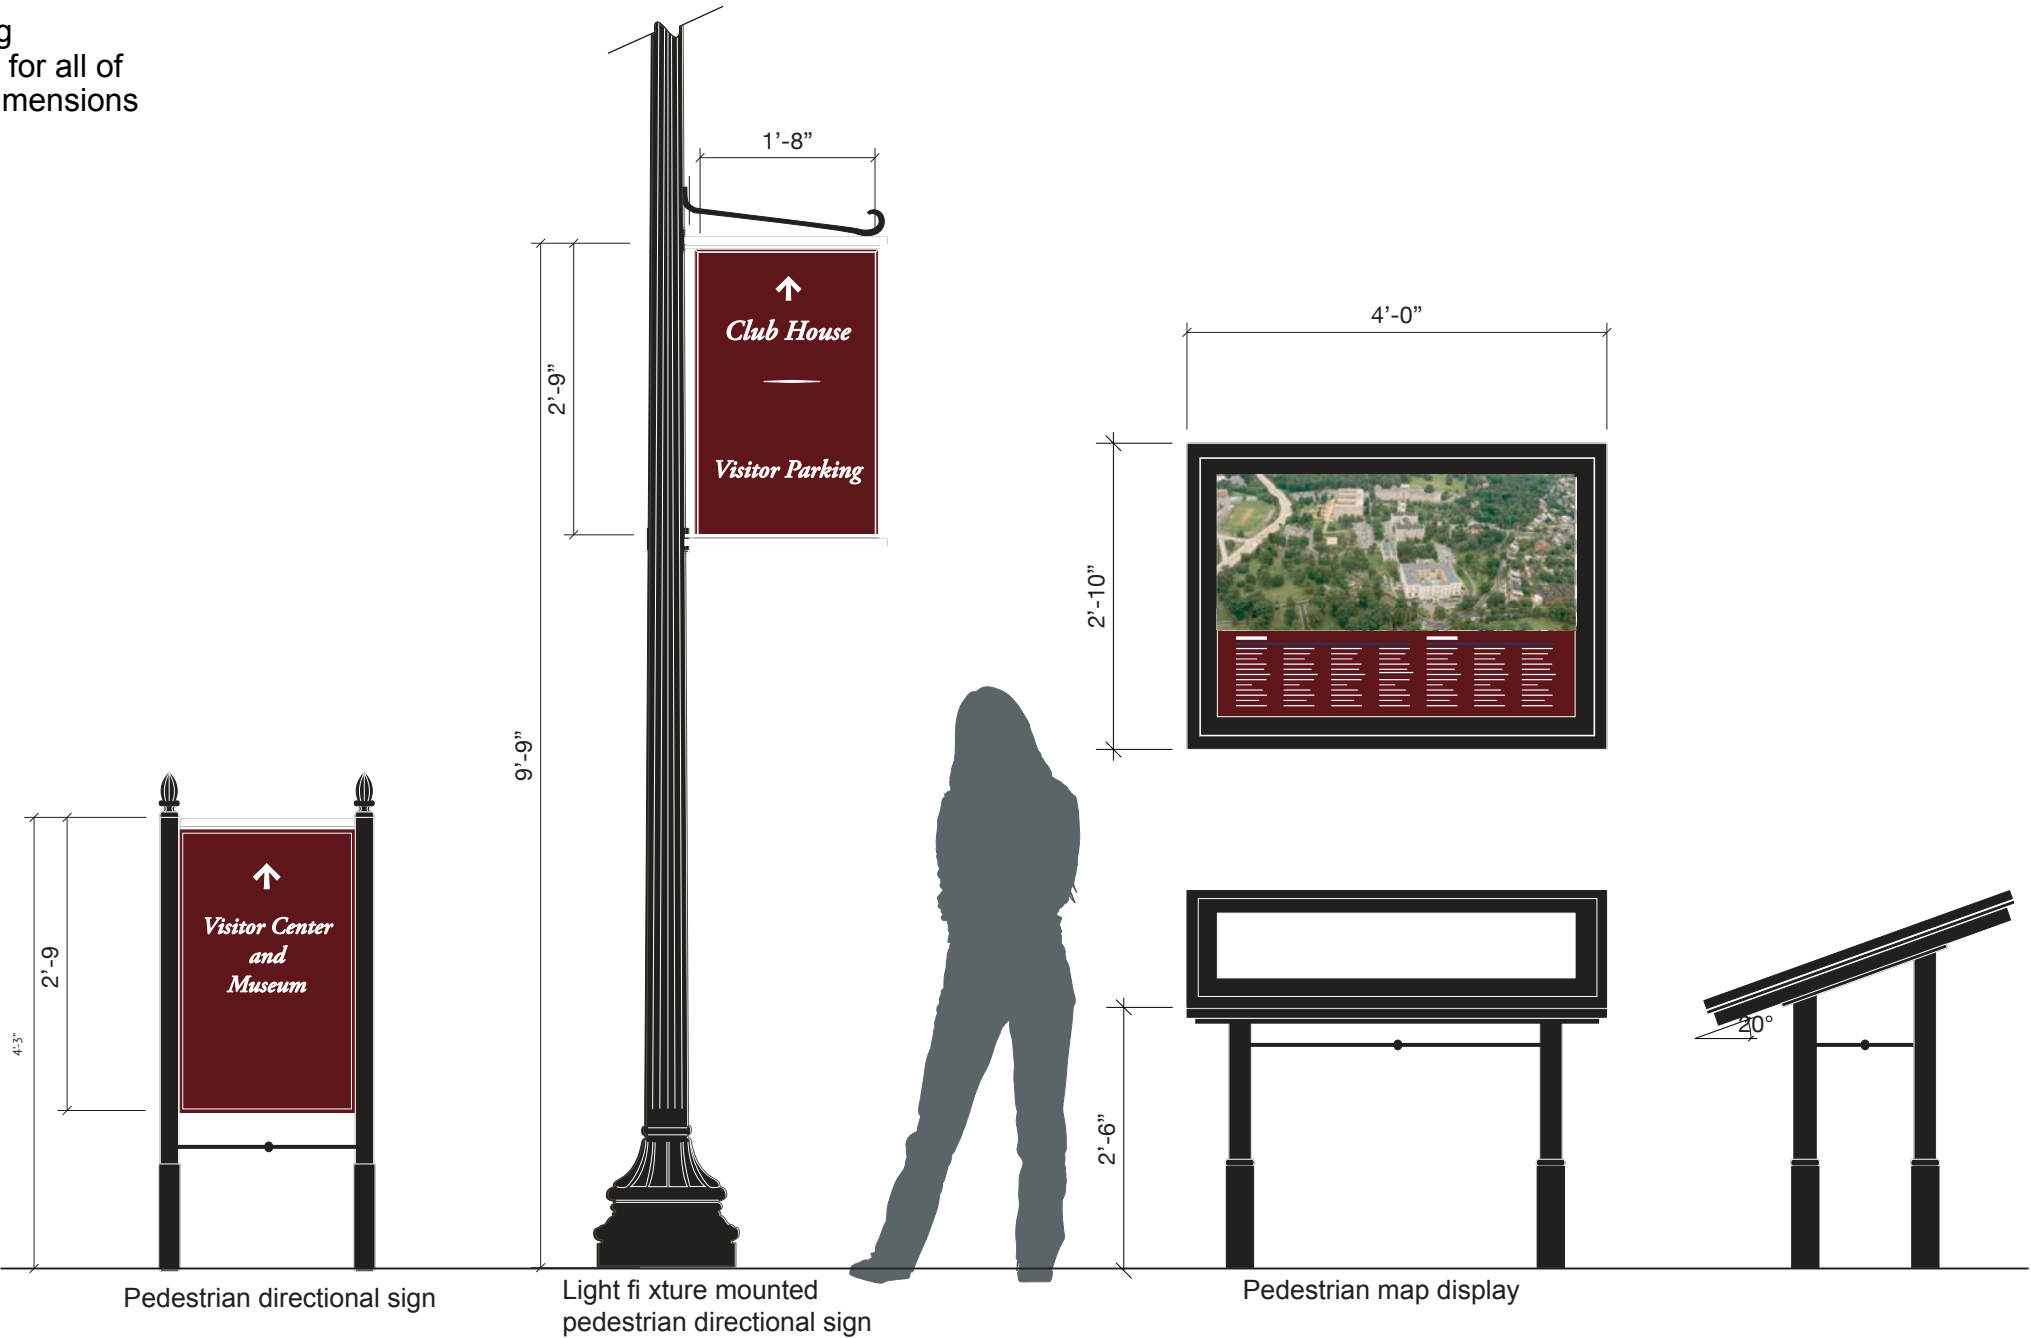 g
for all of
mensions
1’-8”
2’-9”
9’-9”
Club House
Visitor Parking
4’-0”
2’-10”
2’-9
4’-3”
Visitor Center
and
Museum
2’-6”
20°
Pedestrian directional sign
Light fi xture mounted
pedestrian directional sign
Pedestrian map display